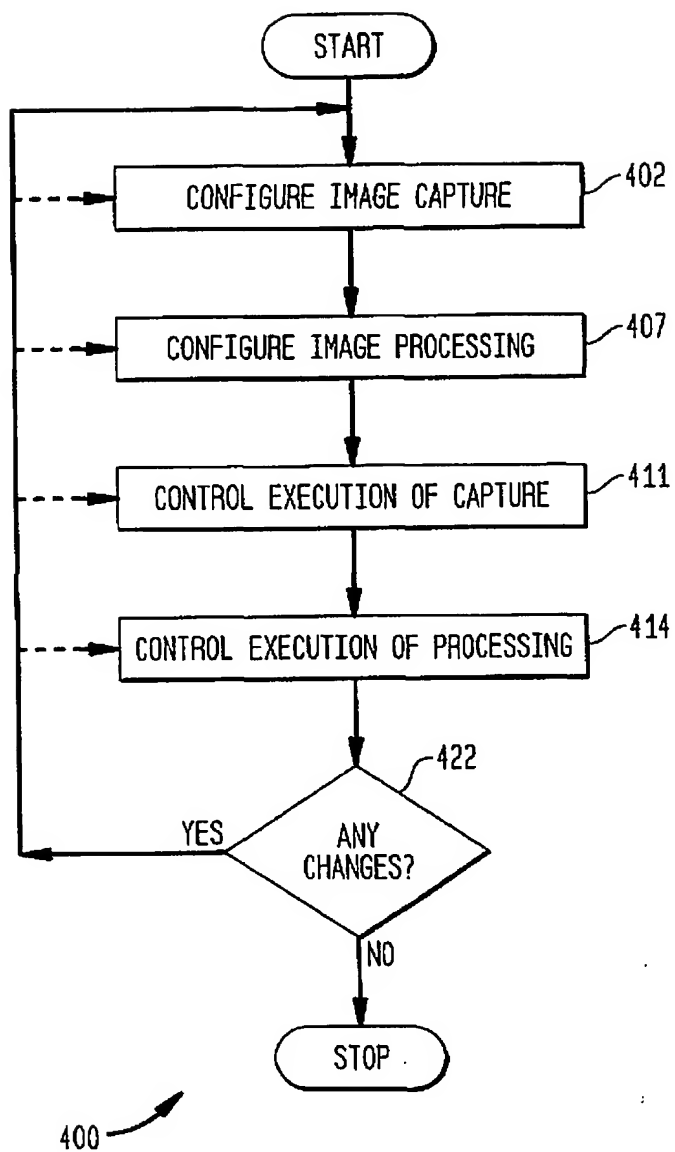 START
CONFIGURE IMAGE CAPTURE
402
CONFIGURE IMAGE PROCESSING
407
CONTROL EXECUTION OF CAPTURE
411
CONTROL EXECUTION OF PROCESSING
414
422
YES
ANY
CHANGES?
NO
STOP
400